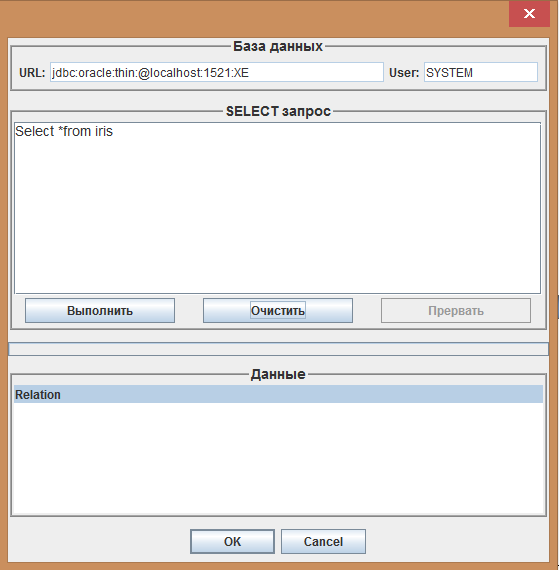 База данных
URL: jdbc:oracle:thin:@localhost:1521:XE User: SYSTEM
SELECT запрос
Select *from iris
Выполнить Очистить Прервать
Данные
Relation
OK Cancel